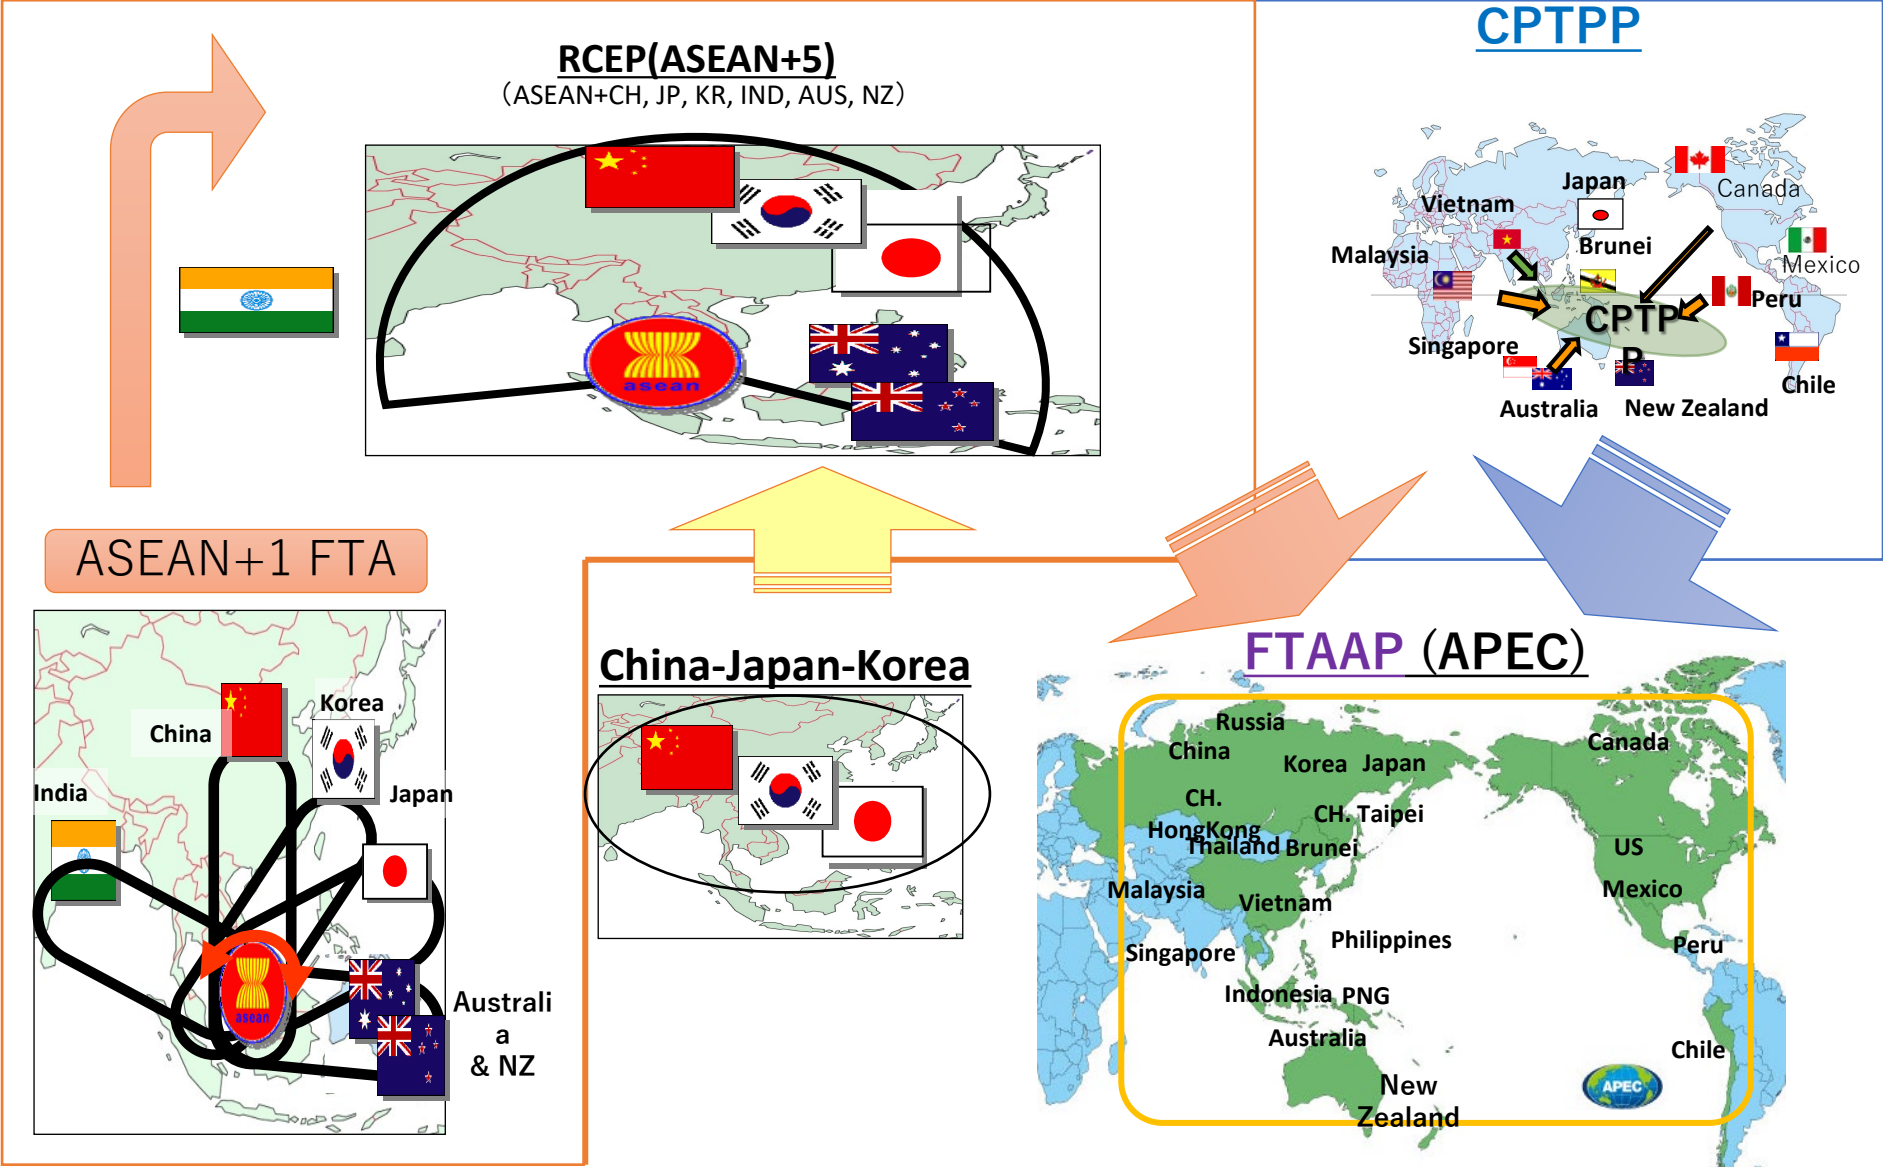 CPTPP
RCEP(ASEAN+5)
(ASEAN+CH, JP, KR, IND, AUS, NZ)
asean
Japan
Canada
Vietnam
Brunei
Malaysia
Mexico
Peru
CPTP
P
Singapore
Chile
Australia
New Zealand
ASEAN+1 FTA
China
Korea
India
Japan
asean
Australi
a
& NZ
China-Japan-Korea
FTAAP (APEC)
Russia
China
Canada
Korea
Japan
CH.
HongKong
CH. Taipei
Thailand
Brunei
US
Malaysia
Mexico
Vietnam
Philippines
Peru
Singapore
Indonesia
PNG
Australia
Chile
New
Zealand
APEC